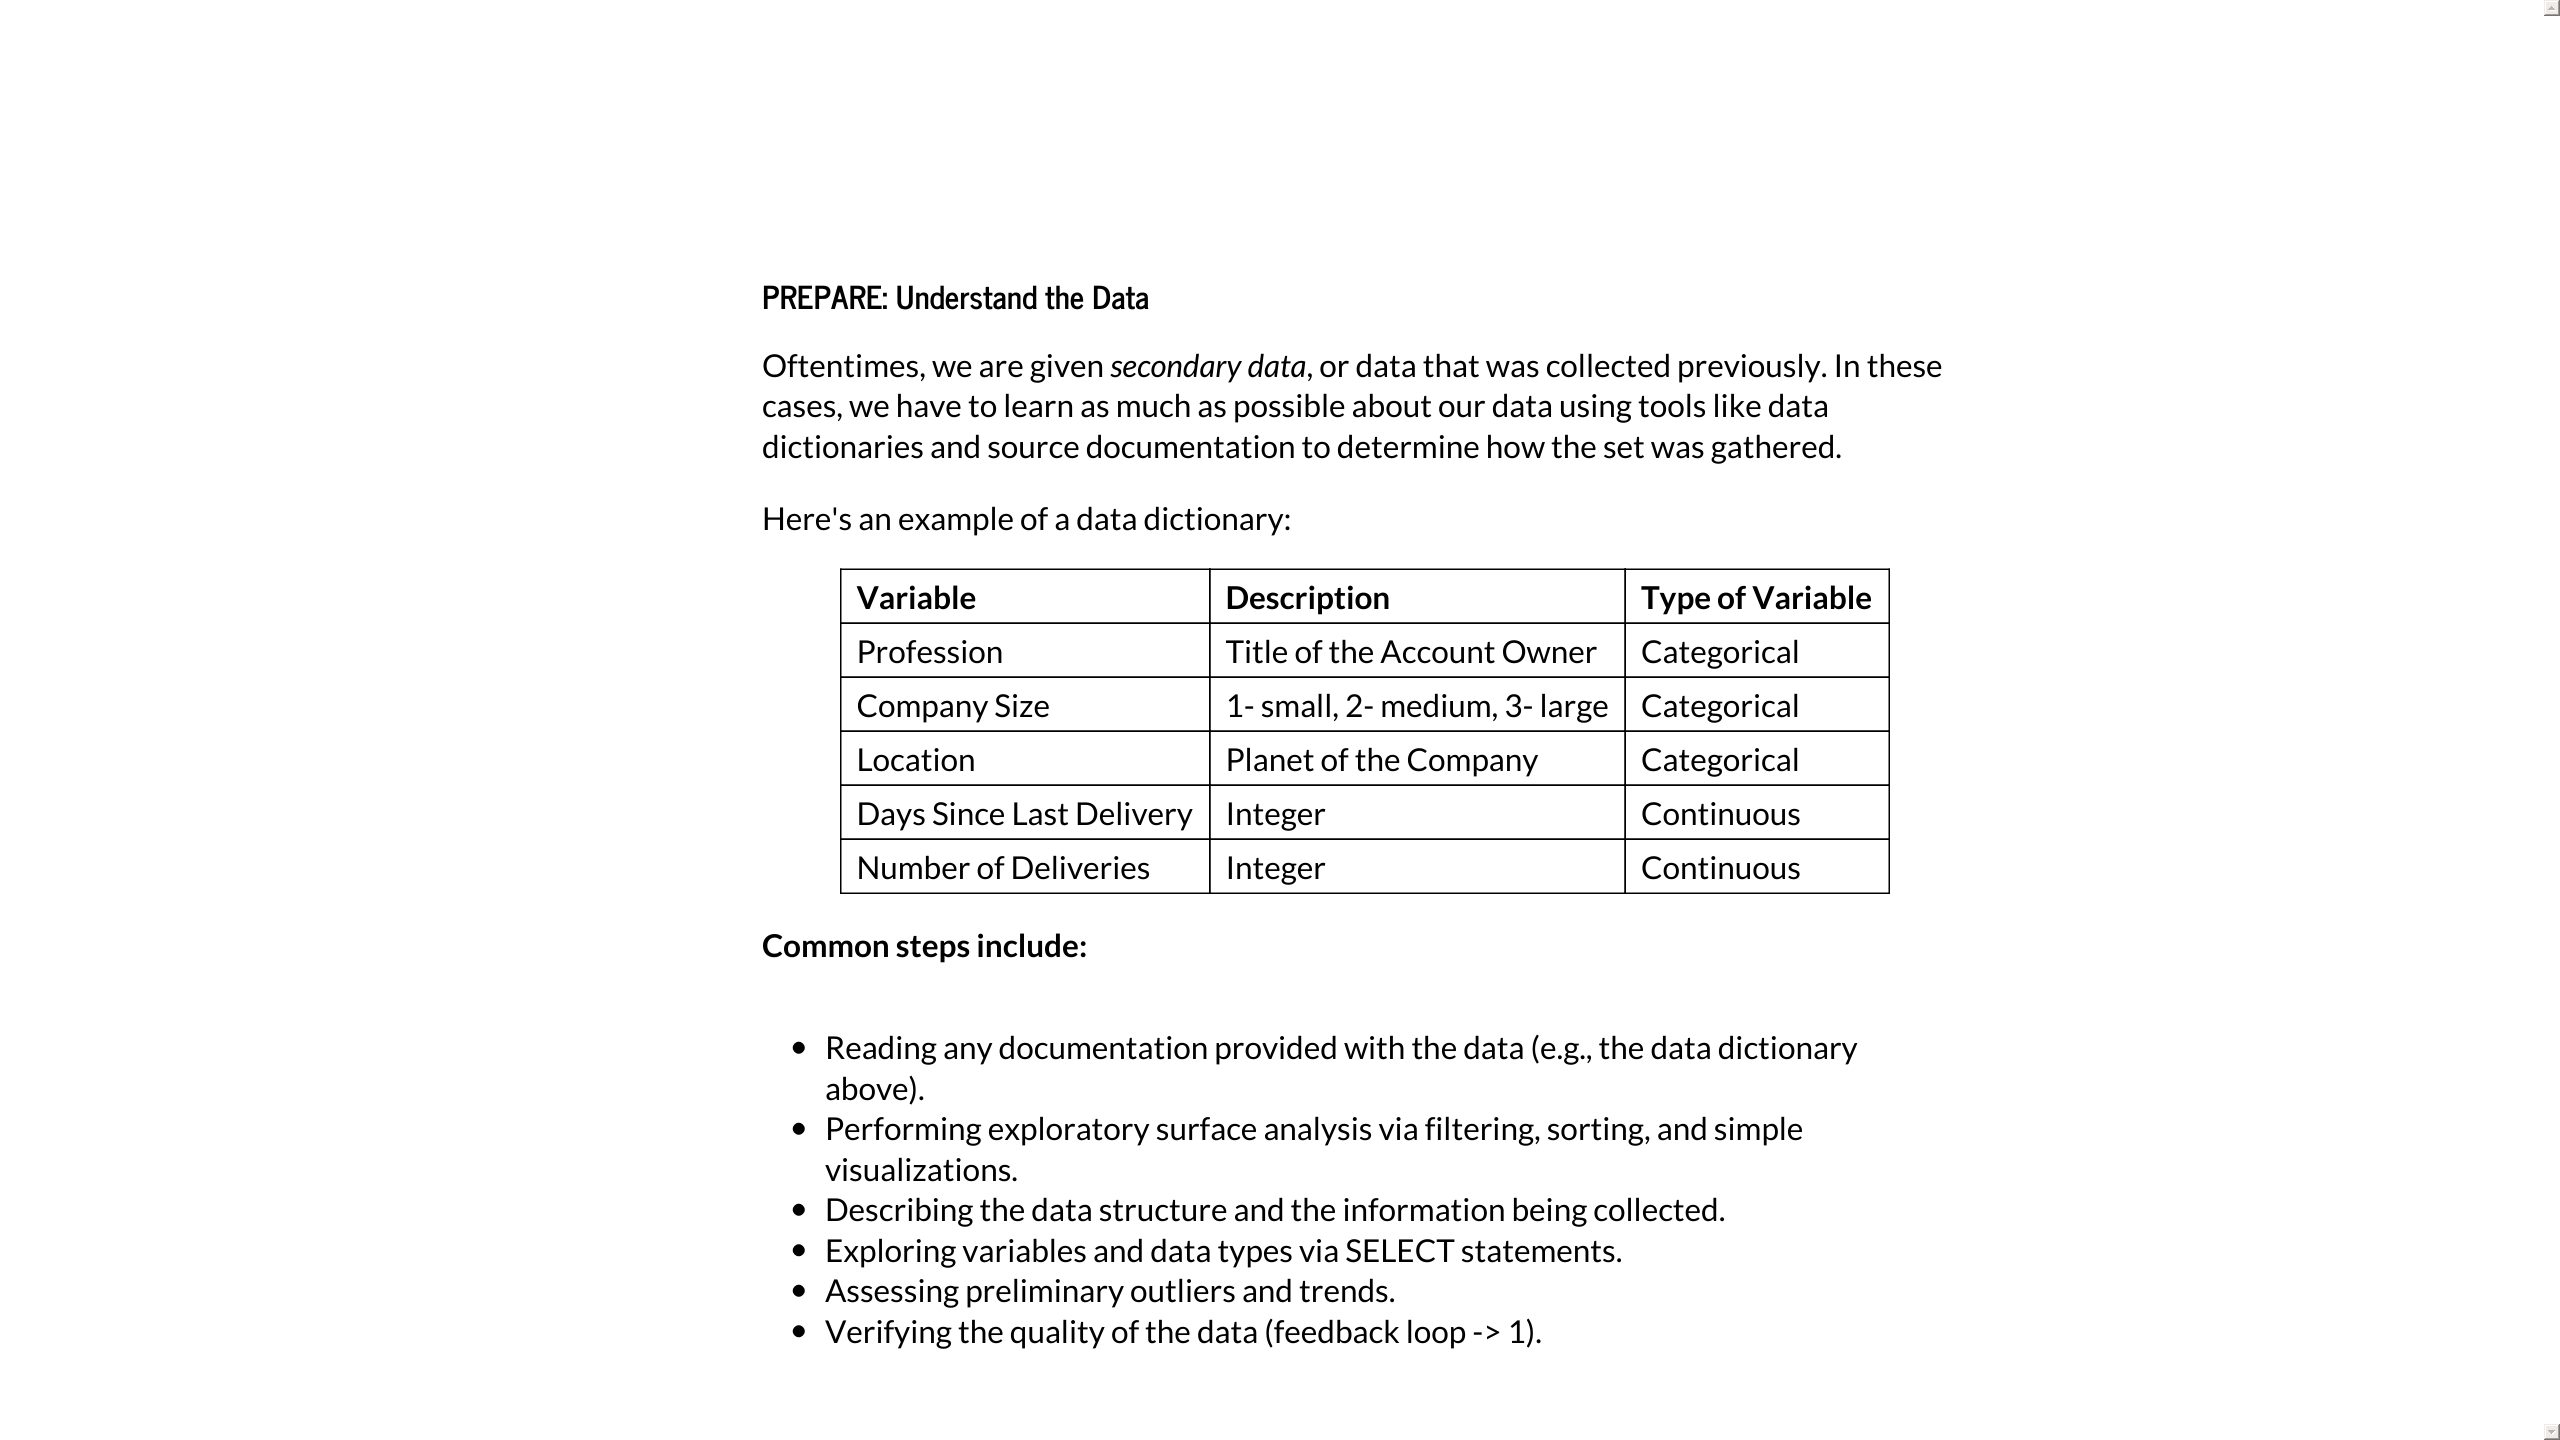 PREPARE: Understand the Data
Oftentimes, we are given secondary data, or data that was collected previously. In these
cases, we have to learn as much as possible about our data using tools like data
dictionaries and source documentation to determine how the set was gathered.
Here's an example of a data dictionary:
Variable Description Type of Variable
Profession Title of the Account Owner Categorical
Company Size 1- small, 2- medium, 3- large Categorical
Location Planet of the Company Categorical
Days Since Last Delivery Integer Continuous
Number of Deliveries Integer Continuous
Common steps include:
• Reading any documentation provided with the data (e.g., the data dictionary
above).
• Performing exploratory surface analysis via filtering, sorting, and simple
visualizations.
• Describing the data structure and the information being collected.
• Exploring variables and data types via SELECT statements.
• Assessing preliminary outliers and trends.
• Verifying the quality of the data (feedback loop -> 1).